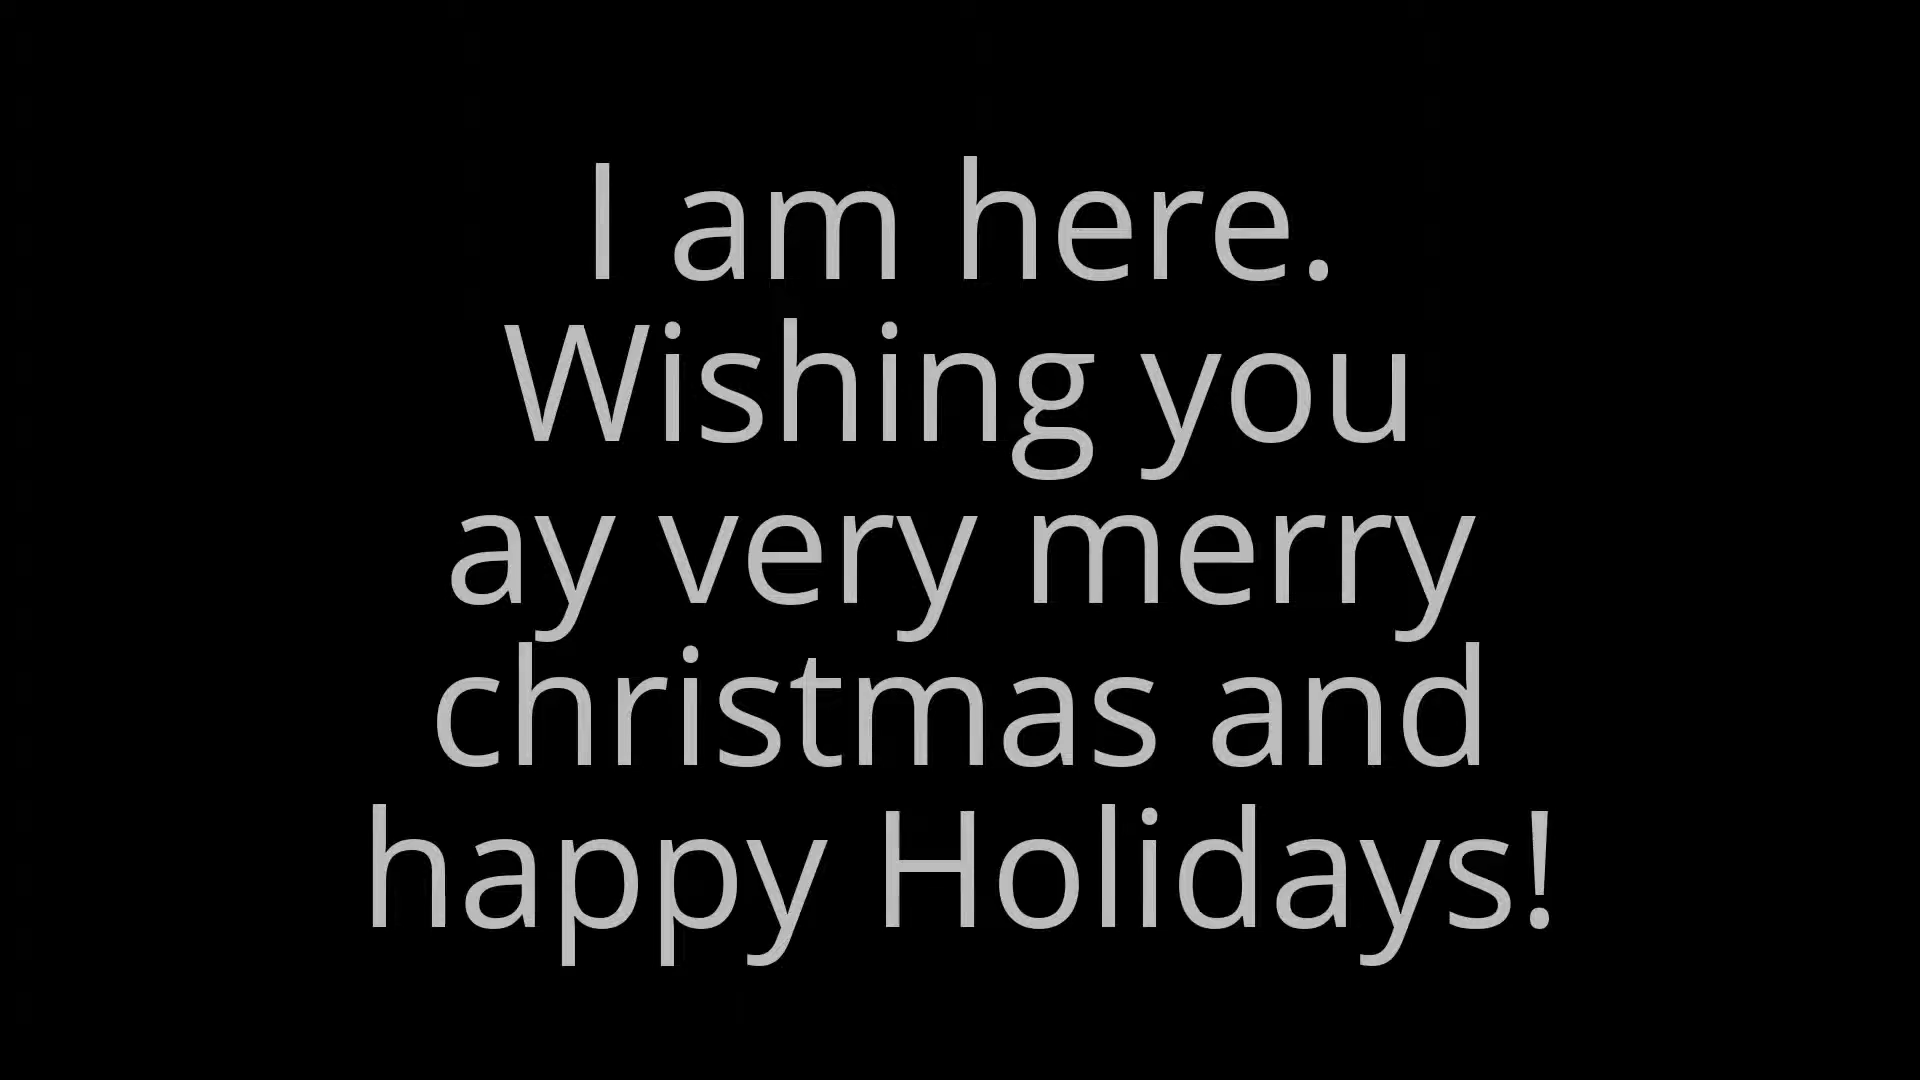 I am here.
Wishing you
ay very merry
christmas and
happy Holidays!